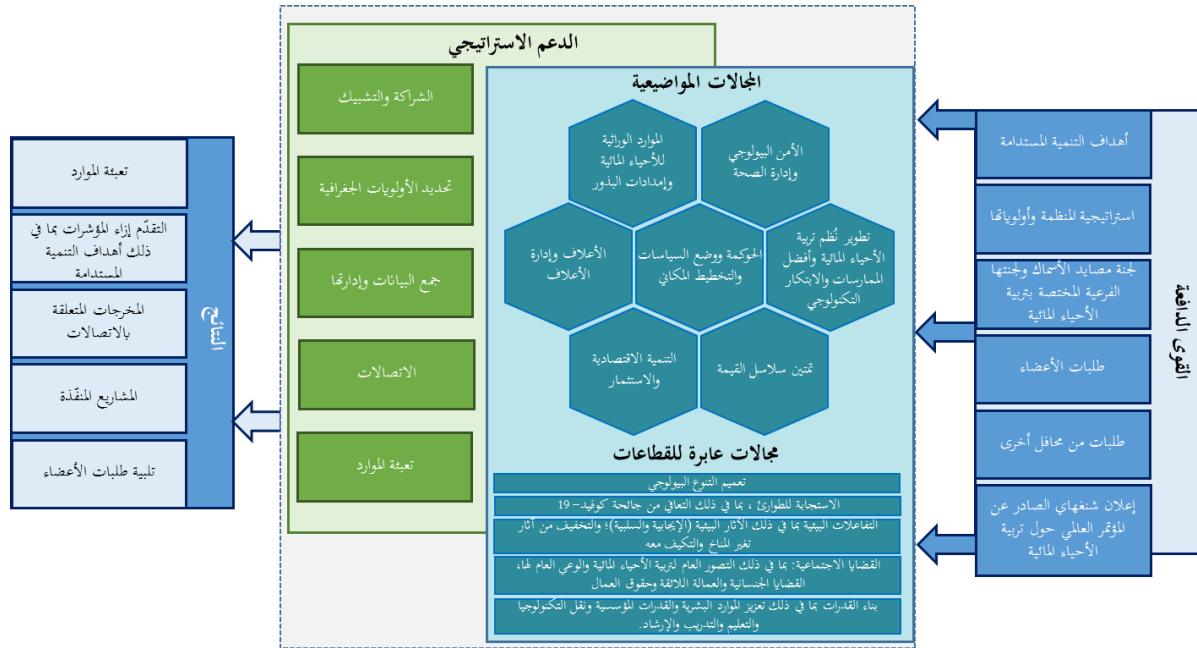 القوى الدافعة
أهداف التنمية المستدامة
استراتيجية المنظمة وأولوياتها
لجنة مصايد الأسماك ولجنتها
الفرعية المختصة بتربية
الأحياء المائية
طلبات الأعضاء
طلبات من محافل أخرى
إعلان شنغهاي الصادر عن
المؤتمر العالمي حول تربية
الأحياء المائية
المجالات المواضيعية
الأمن البيولوجي
وإدارة الصحة
الموارد الوراثية
للأحياء المائية
وإمدادات البذور
تطوير نُظم تربية
الأحياء المائية وأفضل
الممارسات والابتكار
التكنولوجي
الحوكمة ووضع السياسات
والتخطيط المكاني
الأعلاف وإدارة
الأعلاف
تمتين سلاسل القيمة
التنمية الاقتصادية
والاستثمار
مجالات عابرة للقطاعات
تعميم التنوع البيولوجي
الاستجابة للطوارئ ، بما في ذلك التعافي من جائحة كوفيد- 19
التفاعلات البيئية بما في ذلك الآثار البيئية (الإيجابية والسلبية)؛ والتخفيف من آثار
تغير المناخ والتكيف معه
القضايا الاجتماعية: بما في ذلك التصور العام لتربية الأحياء المائية والوعي العام لها،
القضايا الجنسانية والعمالة اللائقة وحقوق العمال
بناء القدرات بما في ذلك تعزيز الموارد البشرية والقدرات المؤسسية ونقل التكنولوجيا
والتعليم والتدريب والإرشاد.
الدعم الاستراتيجي
الشراكة والتشبيك
تحديد الأولويات الجغرافية
جمع البيانات وإدارتها
الاتصالات
تعبئة الموارد
النتائج
تعبئة الموارد
التقدّم إزاء المؤشرات بما في
ذلك أهداف التنمية
المستدامة
المخرجات المتعلقة
بالاتصالات
المشاريع المنفّذة
تلبية طلبات الأعضاء